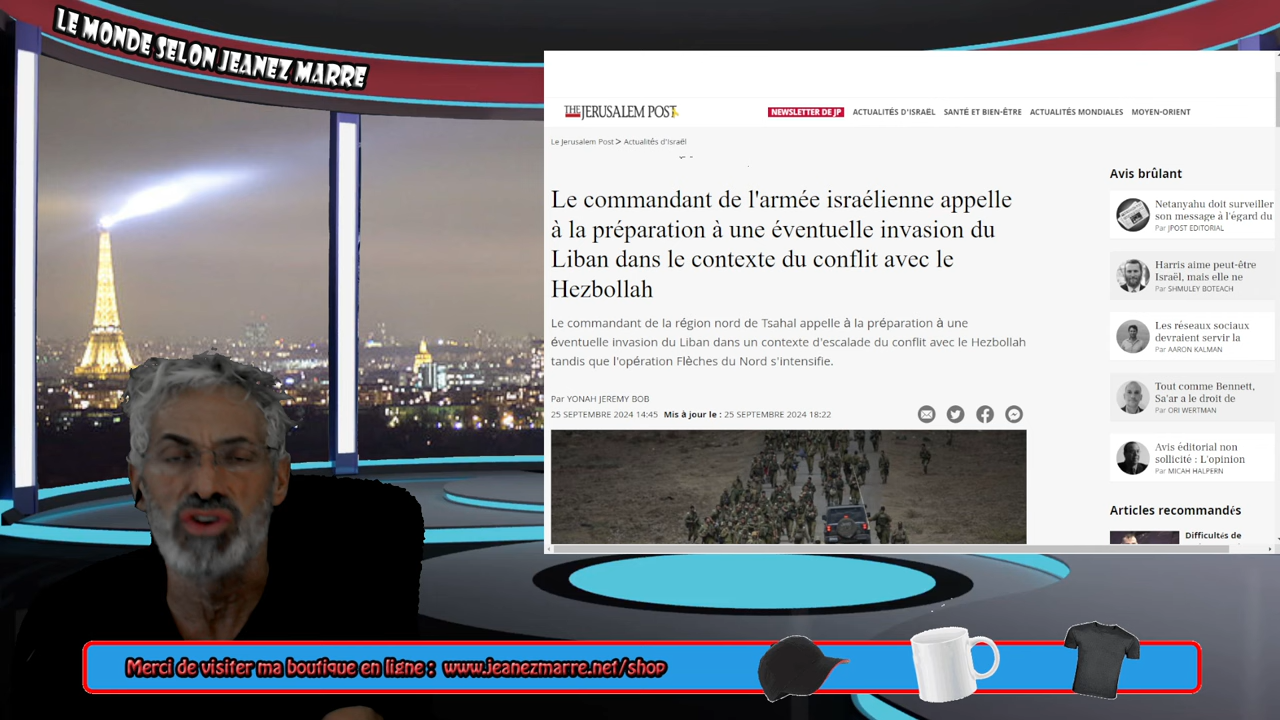 LE MONDE SELON JEANEZ MARRE
THE JERUSALEM POST
NEWSLETTER DE JP ACTUALITÉS D'ISRAËL SANTÉ ET BIEN-ÊTRE ACTUALITÉS MONDIALES MOYEN-ORIENT
Le Jerusalem Post > Actualités d'Israël
Le commandant de l'armée israélienne appelle
à la préparation à une éventuelle invasion du
Liban dans le contexte du conflit avec le
Hezbollah
Le commandant de la région nord de Tsahal appelle à la préparation à une
éventuelle invasion du Liban dans un contexte d'escalade du conflit avec le Hezbollah
tandis que l'opération Flèches du Nord s'intensifie.
Par YONAH JEREMY BOB
25 SEPTEMBRE 2024 14:45 Mis à jour le : 25 SEPTEMBRE 2024 18:22
Avis brûlant
Netanyahu doit surveiller
son message à l'égard du
Par JPOST EDITORIAL
Harris aime peut-être
Israël, mais elle ne
Par SHMULEY BOTEACH
Les réseaux sociaux
devraient servir la
Par AARON KALMAN
Tout comme Bennett,
Sa'ar a le droit de
Par ORI WERTMAN
Avis éditorial non
sollicité : L'opinion
Par MICAH HALPERN
Articles recommandés
Difficultés de
Merci de visiter ma boutique en ligne : www.jeanezmarre.net/shop